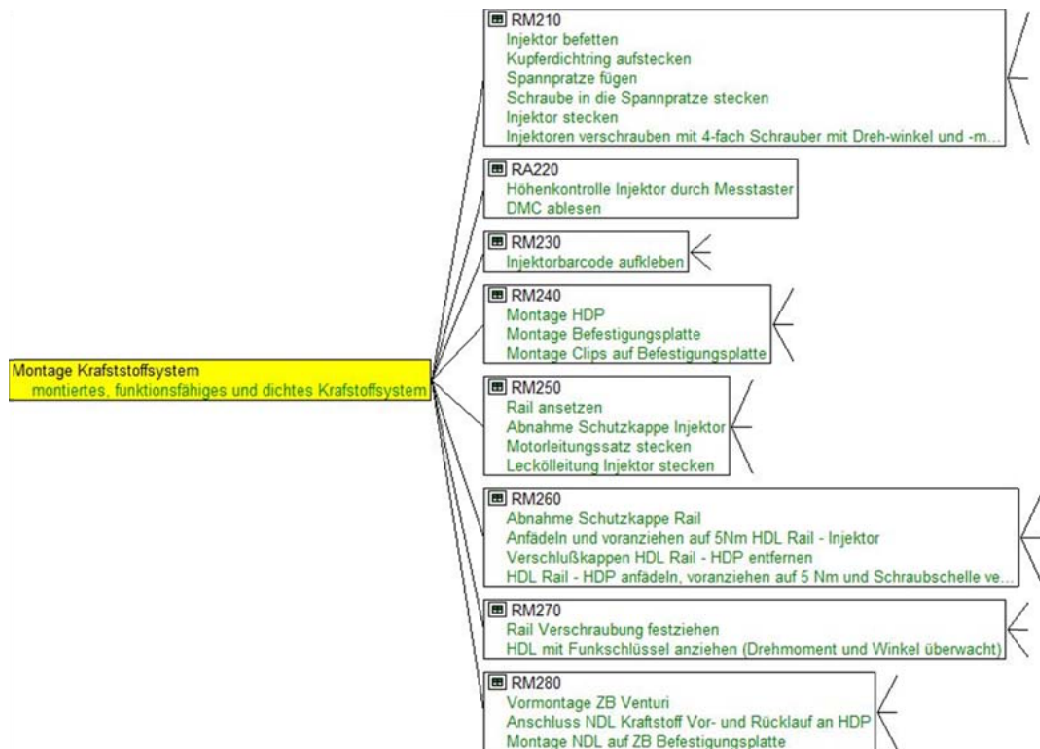 RM210
Injektor befetten
Kupferdichtring aufstecken
Spannpratze fügen
Schraube in die Spannpratze stecken
Injektor stecken
Injektoren verschrauben mit 4-fach Schrauber mit Dreh-winkel und -m...
RA220
Höhenkontrolle Injektor durch Messtaster
DMC ablesen
RM230
Injektorbarcode aufkleben
RM240
Montage HDP
Montage Befestigungsplatte
Montage Clips auf Befestigungsplatte
Montage Krafststoffsystem
montiertes, funktionsfähiges und dichtes Krafstoffsystem
RM250
Rail ansetzen
Abnahme Schutzkappe Injektor
Motorleitungssatz stecken
Leckölleitung Injektor stecken
RM260
Abnahme Schutzkappe Rail
Anfädeln und voranziehen auf 5Nm HDL Rail - Injektor
Verschlußkappen HDL Rail - HDP entfernen
HDL Rail - HDP anfädeln, voranziehen auf 5 Nm und Schraubschelle ve...
RM270
Rail Verschraubung festziehen
HDL mit Funkschlüssel anziehen (Drehmoment und Winkel überwacht)
RM280
Vormontage ZB Venturi
Anschluss NDL Kraftstoff Vor- und Rücklauf an HDP
Montage NDL auf ZB Befestigungsplatte